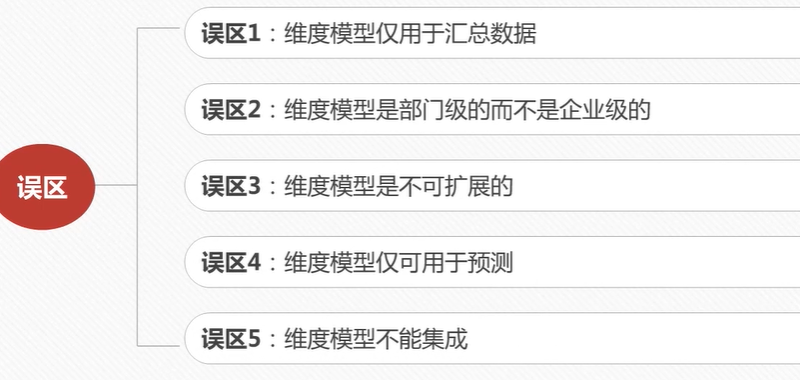 误区1：维度模型仅用于汇总数据
误区2：维度模型是部门级的而不是企业级的
误区
误区3：维度模型是不可扩展的
误区4：维度模型仅可用于预测
误区5：维度模型不能集成